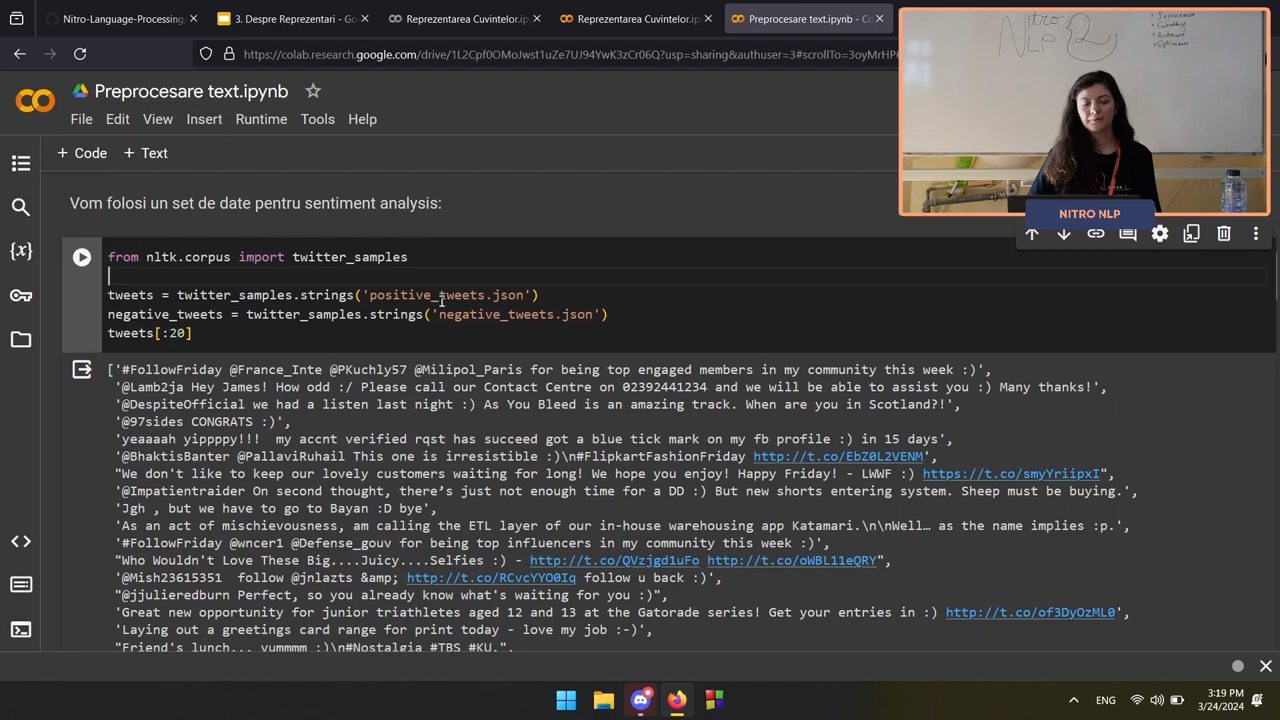 Nitro-Language-Processing/
3. Despre Reprezentari - Go
Reprezentarea Cuvintelor.ip
Reprezentarea Cuvintelor.ip
Preprocesare text.ipynb - Co
https://colab.research.google.com/drive/1LZ
Preprocesare text.ipynb
File Edit View Insert Runtime Tools Help
+ Code + Text
Nitro
NLP 2
NITRO NLP
Vom folosi un set de date pentru sentiment analysis:
from nltk.corpus import twitter_samples
tweets = twitter_samples.strings('positive_tweets.json')
negative_tweets = twitter_samples.strings('negative_tweets.json')
tweets[:20]
['#FollowFriday @France_Inte @PKuchly57 @Milipol_Paris for being top engaged members in my community this week :)',
'@Lamb2ja Hey James! How odd :/ Please call our Contact Centre on 02392441234 and we will be able to assist you :) Many thanks!',
'@DespiteOfficial we had a listen last night :) As You Bleed is an amazing track. When are you in Scotland?!',
'@97sides CONGRATS :)',
'yeaaaah yippppy!!!  my accnt verified rqst has succeed got a blue tick mark on my fb profile :) in 15 days',
'@BhaktisBanter @PallaviRuhail This one is irresistible :)\n#FlipkartFashionFriday http://t.co/EbZ0L2VENM',
"We don't like to keep our lovely customers waiting for long! We hope you enjoy! Happy Friday! - LWWF :) https://t.co/smyYriipxI",
'@Impatientraider On second thought, there's just not enough time for a DD :) But new shorts entering system. Sheep must be buying.',
'Jgh , but we have to go to Bayan :D bye',
'As an act of mischievousness, am calling the ETL layer of our in-house warehousing app Katamari.\n\nWell… as the name implies :p.',
'#FollowFriday @wncer1 @Defense_gouv for being top influencers in my community this week :)',
"Who Wouldn't Love These Big....Juicy....Selfies :) - http://t.co/QVzjgd1uFo http://t.co/oWBL11eQRY",
'@Mish23615351  follow @jnlazts &amp; http://t.co/RCvcYYO0Iq follow u back :)',
"@jjulieredburn Perfect, so you already know what's waiting for you :)",
'Great new opportunity for junior triathletes aged 12 and 13 at the Gatorade series! Get your entries in :) http://t.co/of3DyOzML0',
'Laying out a greetings card range for print today - love my job :-)',
"Friend's lunch... yummmm :)\n#Nostalgia #TBS #KU.",
ENG
3:19 PM
3/24/2024